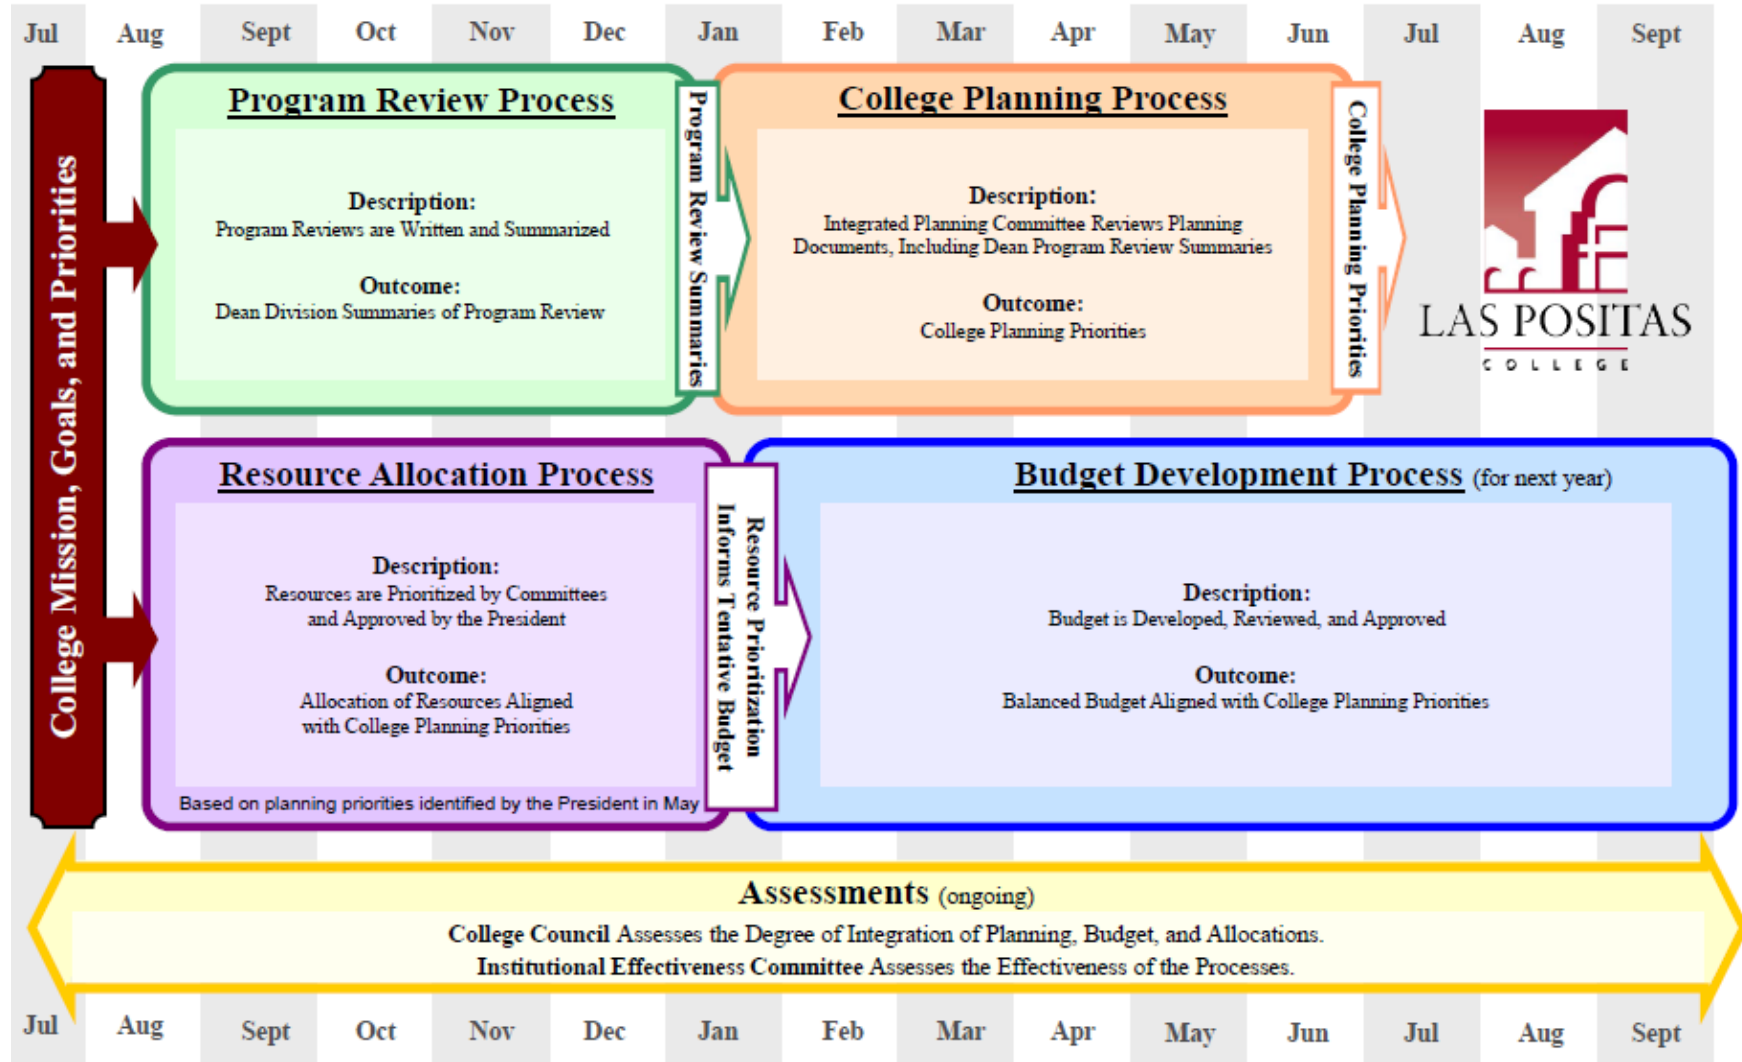 Jul Aug Sept Oct Nov Dec Jan Feb Mar Apr May Jun Jul Aug Sept
College Mission, Goals, and Priorities
Program Review Process
Description:
Program Reviews are Written and Summarized
Outcome:
Dean Division Summaries of Program Review
Program Review Summaries
College Planning Process
Description:
Integrated Planning Committee Reviews Planning
Documents, Including Dean Program Review Summaries
Outcome:
College Planning Priorities
College Planning Priorities
LAS POSITAS
COLLEGE
Resource Allocation Process
Description:
Resources are Prioritized by Committees
and Approved by the President
Outcome:
Allocation of Resources Aligned
with College Planning Priorities
Based on planning priorities identified by the President in May
Resource Prioritization
Informs Tentative Budget
Budget Development Process (for next year)
Description:
Budget is Developed, Reviewed, and Approved
Outcome:
Balanced Budget Aligned with College Planning Priorities
Assessments (ongoing)
College Council Assesses the Degree of Integration of Planning, Budget, and Allocations.
Institutional Effectiveness Committee Assesses the Effectiveness of the Processes.
Jul Aug Sept Oct Nov Dec Jan Feb Mar Apr May Jun Jul Aug Sept